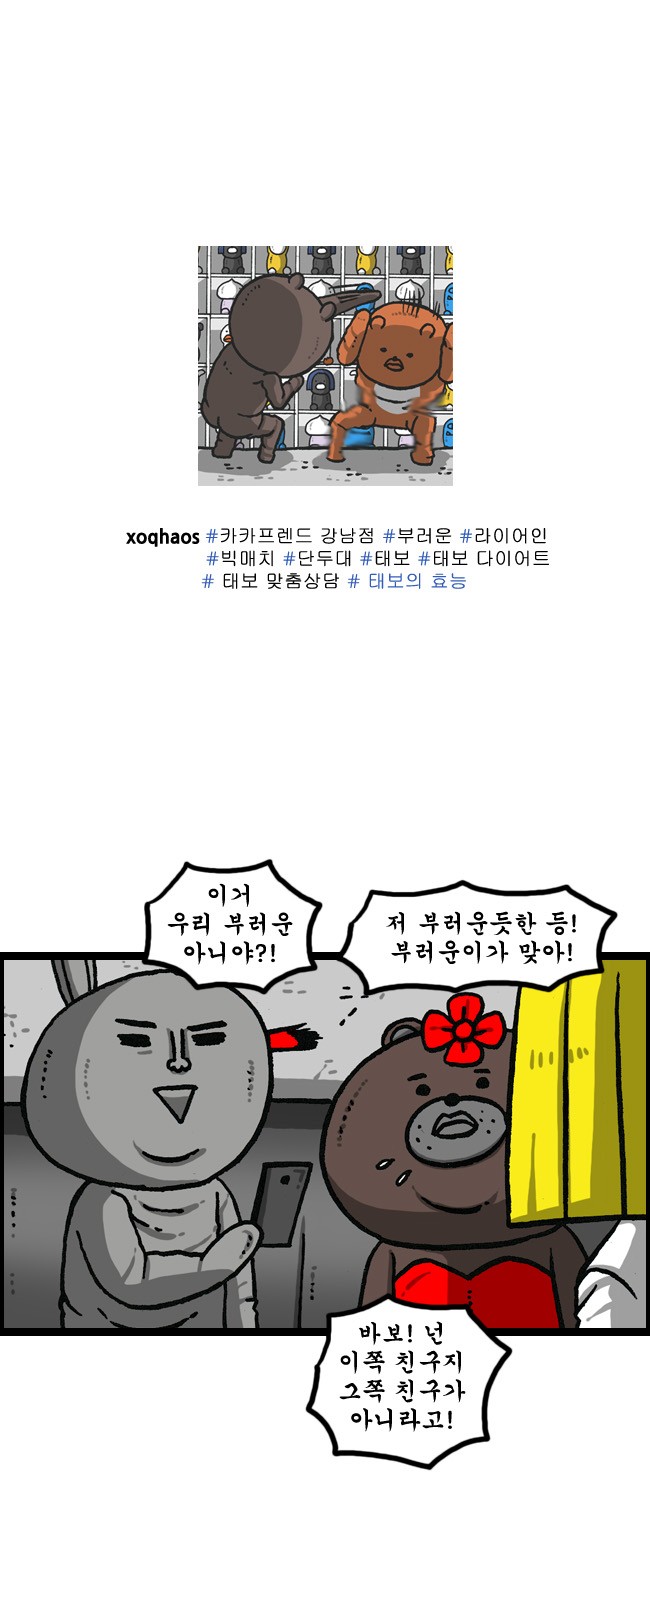 xoqhaos #카카프렌드 강남점 #부러운 #라이어인
#빅매치 #단두대 #태보 #태보 다이어트
# 태보 맞춤상담 # 태보의 효능
이거
우리 부러운
아니야?!
저 부러운듯한 등!
부러운이가 맞아!
바보! 넌
이쪽 친구지
그쪽 친구가
아니라고!